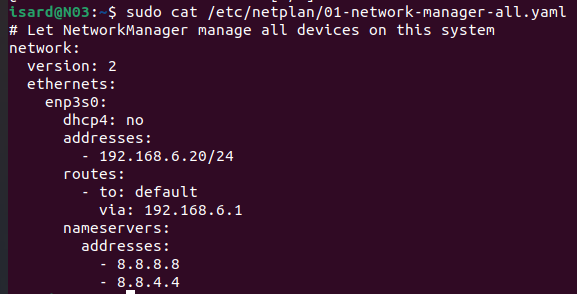 isard@N03:~$ sudo cat /etc/netplan/01-network-manager-all.yaml
# Let NetworkManager manage all devices on this system
network:
  version: 2
  ethernets:
    enp3s0:
      dhcp4: no
      addresses:
        - 192.168.6.20/24
      routes:
        - to: default
          via: 192.168.6.1
      nameservers:
        addresses:
          - 8.8.8.8
          - 8.8.4.4